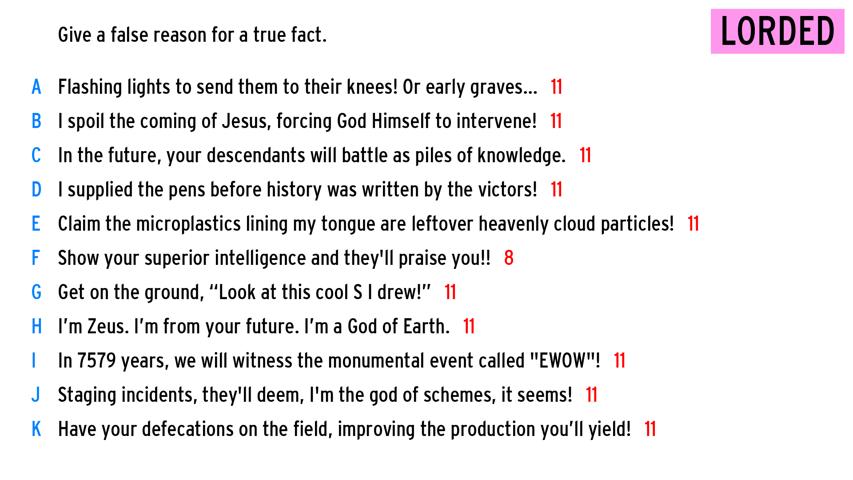 Give a false reason for a true fact.
LORDED
A Flashing lights to send them to their knees! Or early graves... 11
B I spoil the coming of Jesus, forcing God Himself to intervene! 11
C In the future, your descendants will battle as piles of knowledge. 11
D I supplied the pens before history was written by the victors! 11
E Claim the microplastics lining my tongue are leftover heavenly cloud particles! 11
F Show your superior intelligence and they'll praise you!! 8
G Get on the ground, “Look at this cool S I drew!” 11
H I’m Zeus. I’m from your future. I’m a God of Earth. 11
I In 7579 years, we will witness the monumental event called "EWOW"! 11
J Staging incidents, they'll deem, I'm the god of schemes, it seems! 11
K Have your defecations on the field, improving the production you’ll yield! 11